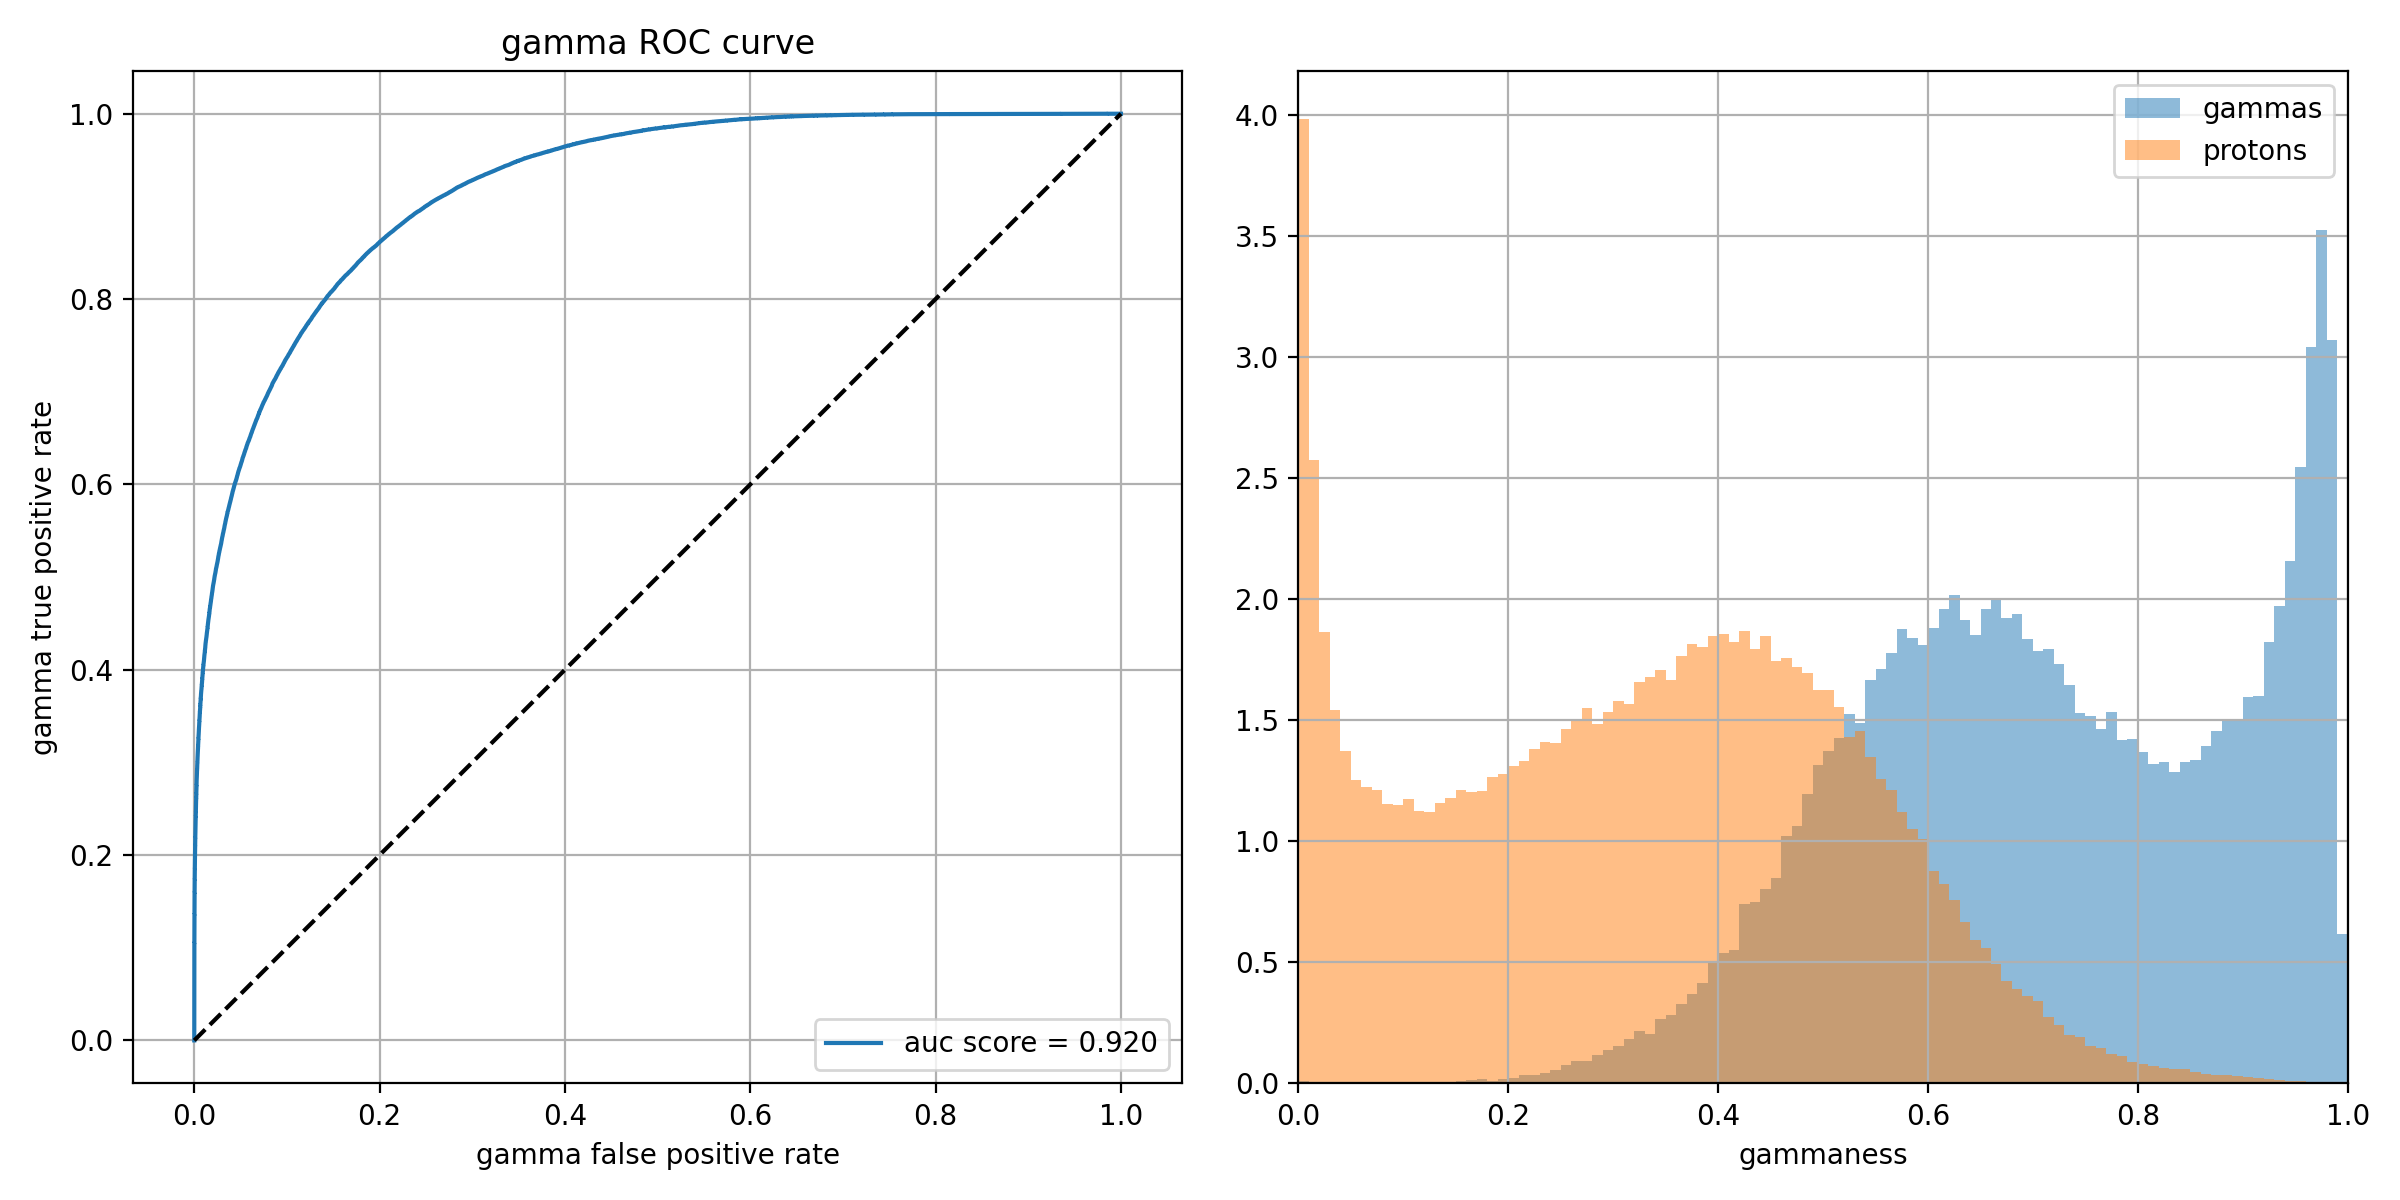 gamma ROC curve
gamma true positive rate
1.0
0.8
0.6
0.4
0.2
0.0
0.0 0.2 0.4 0.6 0.8 1.0
gamma false positive rate
auc score = 0.920
4.0
3.5
3.0
2.5
2.0
1.5
1.0
0.5
0.0
0.0 0.2 0.4 0.6 0.8 1.0
gammaness
gammas
protons